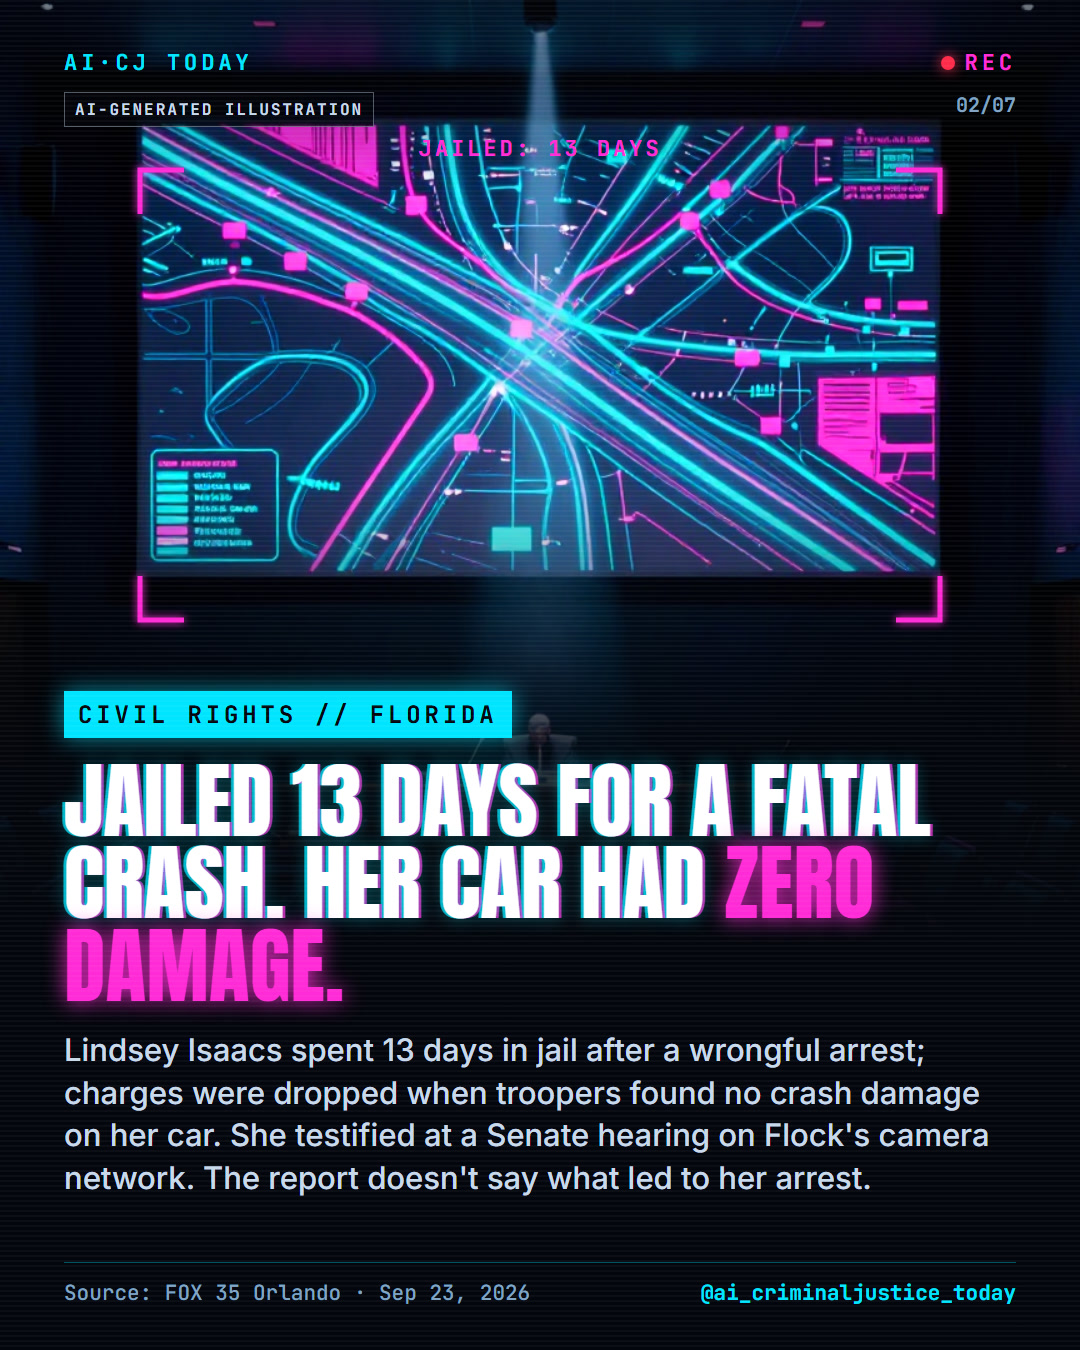 AI·CJ TODAY
REC
AI-GENERATED ILLUSTRATION
02/07
JAILED: 13 DAYS
CIVIL RIGHTS // FLORIDA
JAILED 13 DAYS FOR A FATAL
CRASH. HER CAR HAD ZERO
DAMAGE.
Lindsey Isaacs spent 13 days in jail after a wrongful arrest;
charges were dropped when troopers found no crash damage
on her car. She testified at a Senate hearing on Flock's camera
network. The report doesn't say what led to her arrest.
Source: FOX 35 Orlando · Sep 23, 2026
@ai_criminaljustice_today